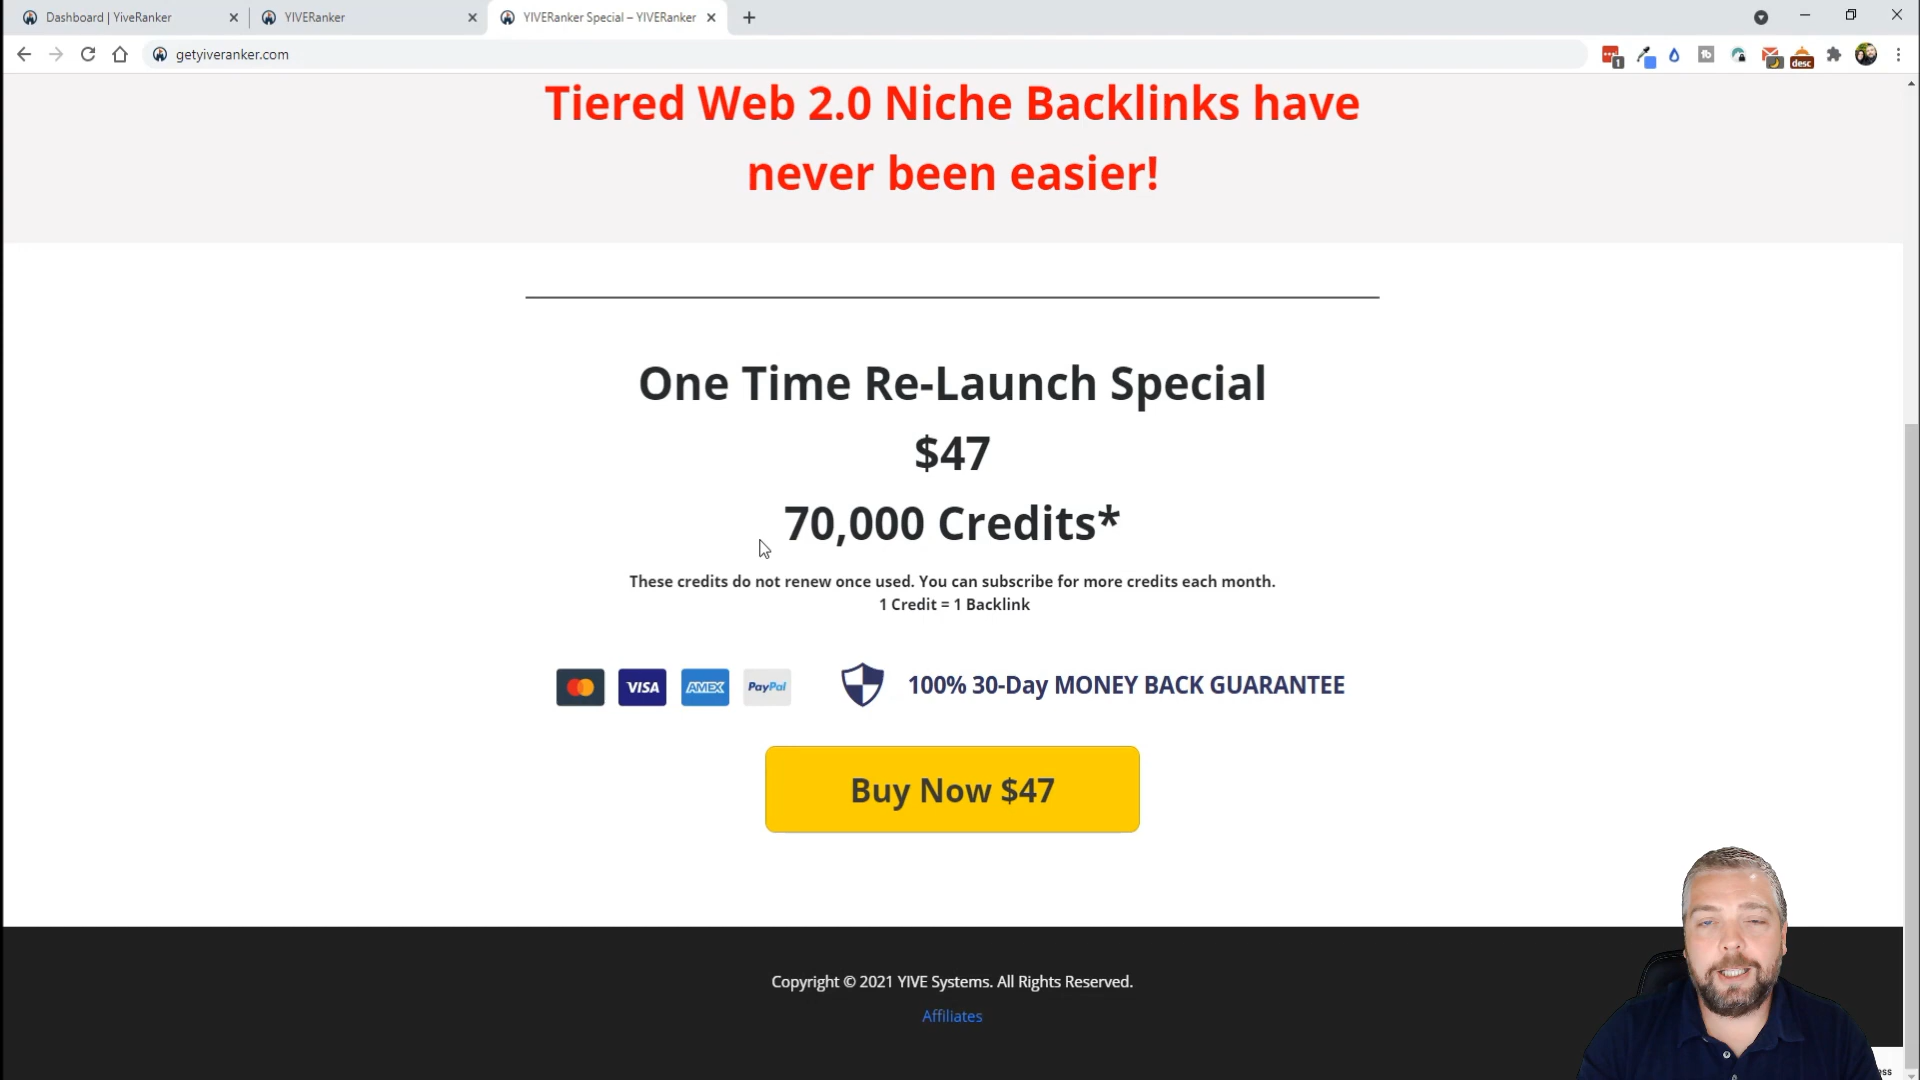 Dashboard | YiveRanker
YIVERanker
YIVERanker Special – YIVERanker
getyiveranker.com
1
desc
Tiered Web 2.0 Niche Backlinks have
never been easier!
One Time Re-Launch Special
$47
70,000 Credits*
These credits do not renew once used. You can subscribe for more credits each month.
1 Credit = 1 Backlink
VISA
AMEX
PayPal
100% 30-Day MONEY BACK GUARANTEE
Buy Now $47
Copyright © 2021 YIVE Systems. All Rights Reserved.
Affiliates